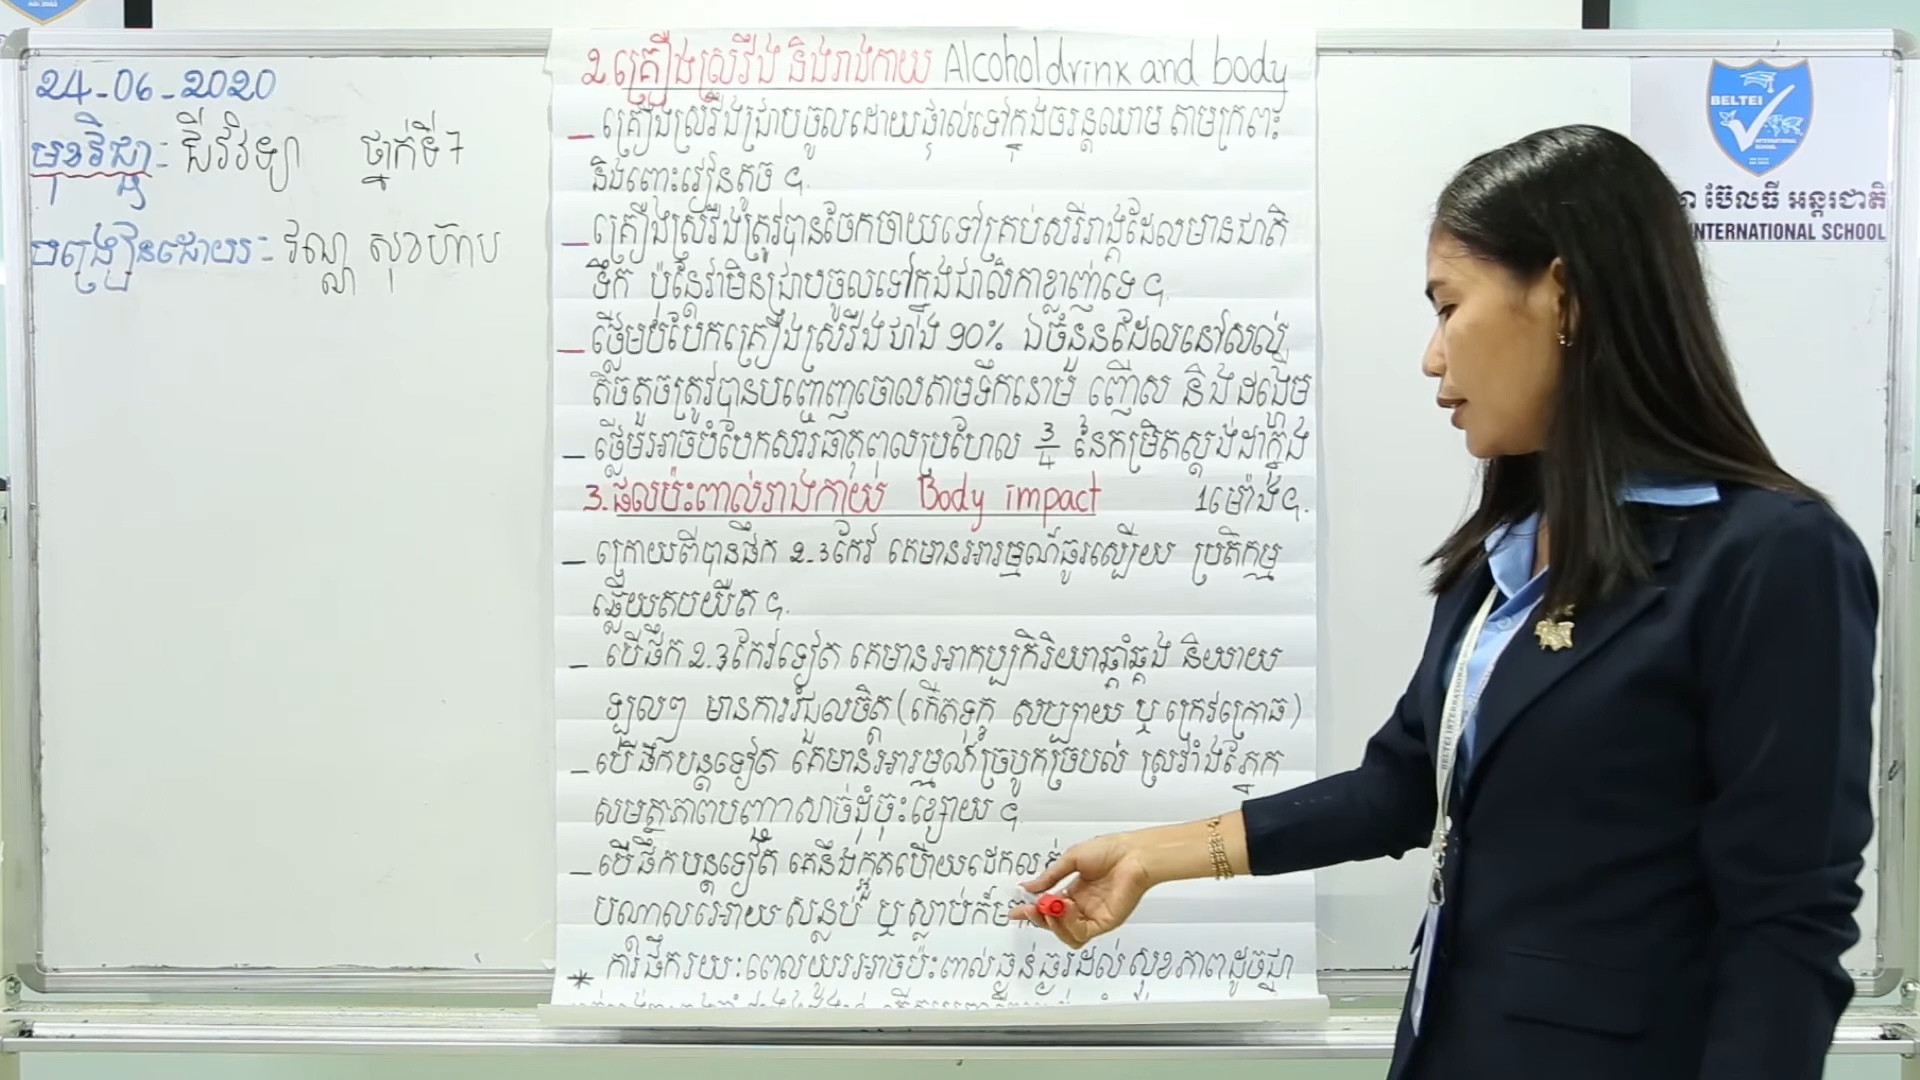 24-06-2020
មុខវិជ្ជា: ជីវវិទ្យា ថ្នាក់ទី7
បង្រៀនដោយ: វណ្ណ សុខហ៊ាប
2. គ្រឿងស្រវឹង និងរាងកាយ Alcohol drink and body
_ គ្រឿងស្រវឹងជ្រាបចូលដោយផ្ទាល់ទៅក្នុងចរន្តឈាម តាមក្រពះ
និងពោះវៀនតូច ។
_ គ្រឿងស្រវឹងត្រូវបានចែកចាយទៅគ្រប់សរីរាង្គដែលមានជាតិ
ទឹក ប៉ុន្តែវាមិនជ្រាបចូលទៅក្នុងជាលិកាខ្លាញ់ទេ ។
_ ថ្លើមបំបែកគ្រឿងស្រវឹងជាង 90% ឯចំនួនដែលនៅសល់
តិចតួចត្រូវបានបញ្ចេញចោលតាមទឹកនោម ញើស និងដង្ហើម
_ ថ្លើមអាចបំបែកសារធាតុពុលប្រហែល 3/4 នៃកម្រិតស្តង់ដាក្នុង
1ម៉ោង។
3. ផលប៉ះពាល់រាងកាយ Body impact
_ ក្រោយពីបានផឹក 2-3កែវ គេមានអារម្មណ៍ធូរស្បើយ ប្រតិកម្ម
ឆ្លើយតបយឺត ។
_ បើផឹក 2-3កែវទៀត គេមានអាកប្បកិរិយាឆ្គាំឆ្គង និយាយ
ឡូលៗ មានការរំជួលចិត្ត (កើតទុក្ខ សប្បាយ ឬ ក្រេវក្រោធ)
_ បើផឹកបន្តទៀត គេមានអារម្មណ៍ច្របូកច្របល់ ស្រវាំងភ្នែក
សមត្ថភាពបញ្ជាសាច់ដុំចុះខ្សោយ ។
_ បើផឹកបន្តទៀត គេនឹងក្អួតហើយដេកលក់
បណ្តាលអោយសន្លប់ ឬ ស្លាប់ក៏មាន
* ការផឹករយៈពេលយូរអាចប៉ះពាល់ធ្ងន់ធ្ងរដល់សុខភាពដូចជា
BELTEI
INTERNATIONAL
SCHOOL
ប៊ែលធី អន្តរជាតិ
INTERNATIONAL SCHOOL
BELTEI INTERNATIONAL